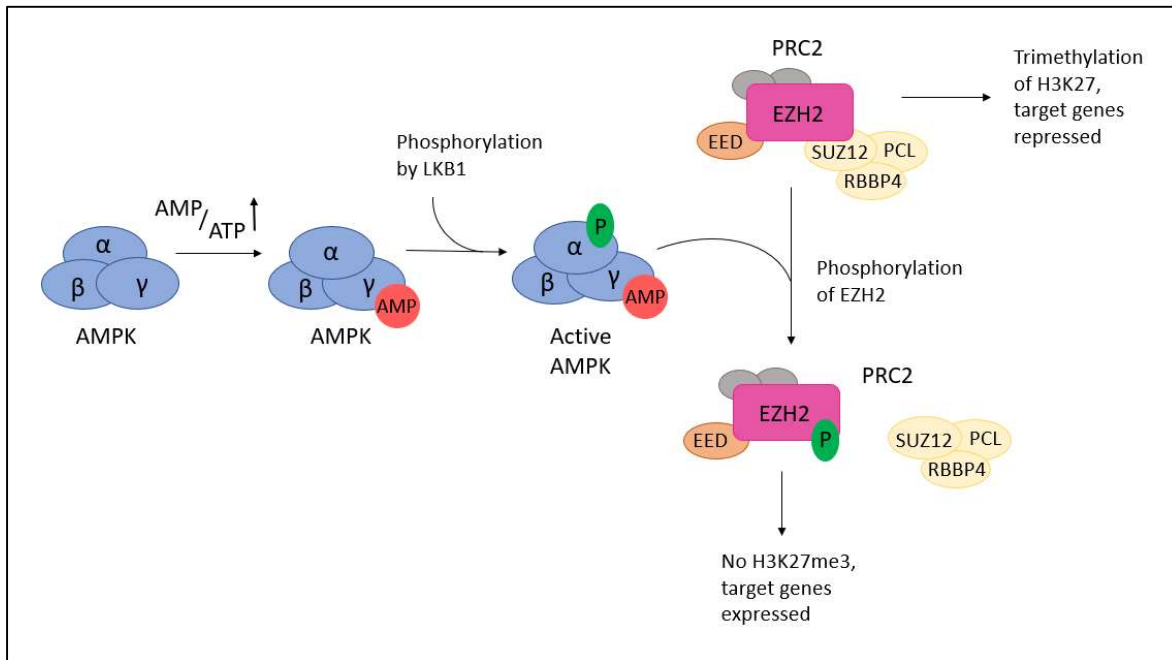 α
β
γ
AMPK
AMP/ATP
α
β
γ
AMP
AMPK
Phosphorylation
by LKB1
P
α
β
γ
AMP
Active
AMPK
PRC2
EZH2
EED
SUZ12
PCL
RBBP4
Trimethylation
of H3K27,
target genes
repressed
Phosphorylation
of EZH2
PRC2
EZH2
EED
P
SUZ12
PCL
RBBP4
No H3K27me3,
target genes
expressed